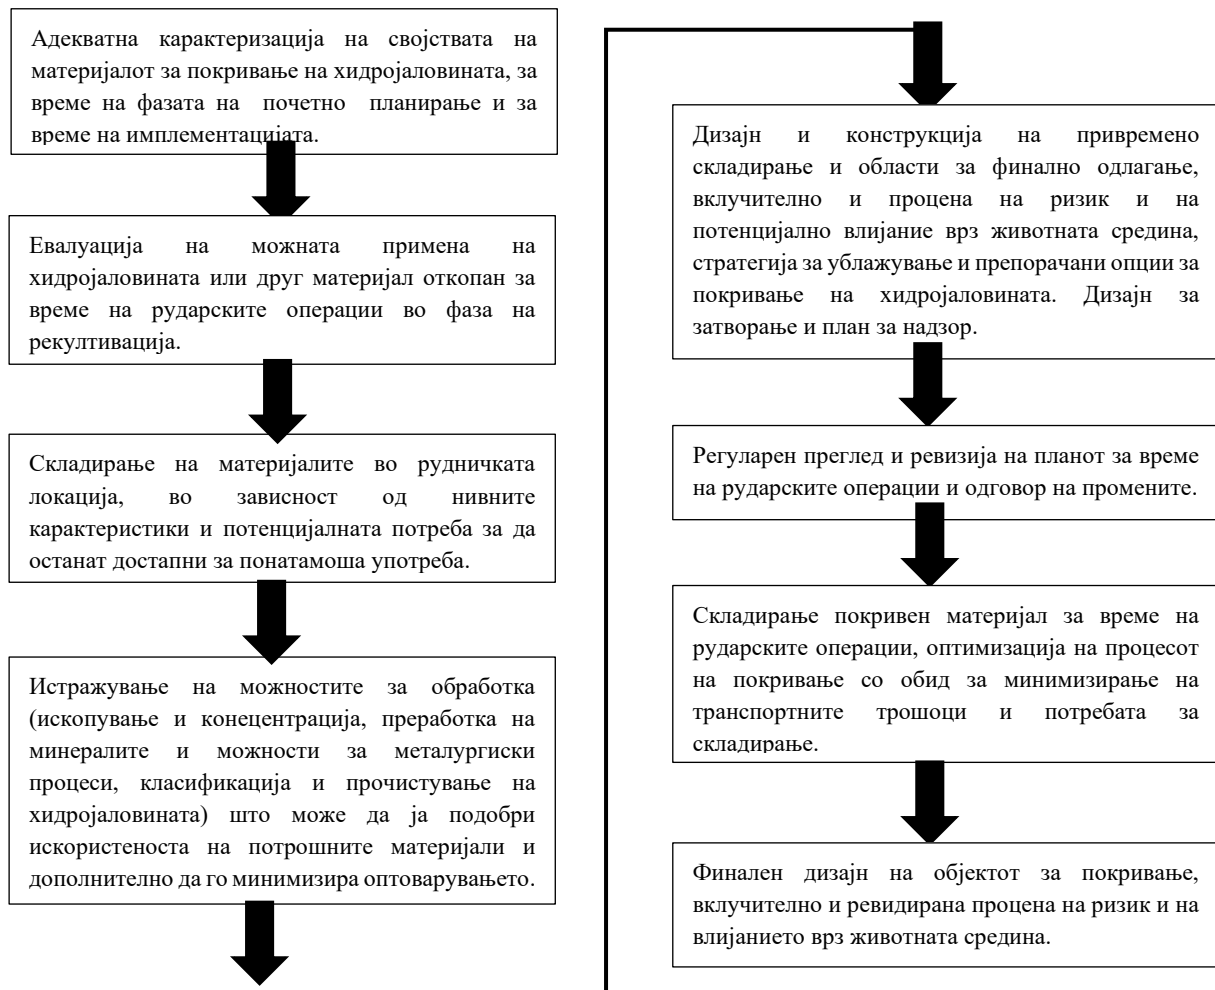 Адекватна карактеризација на својствата на
материјалот за покривање на хидројаловината, за
време на фазата на почетно планирање и за
време на имплементацијата.
Евалуација на можната примена на
хидројаловината или друг материјал откопан за
време на рударските операции во фаза на
рекултивација.
Складирање на материјалите во рудничката
локација, во зависност од нивните
карактеристики и потенцијалната потреба за да
останат достапни за понатамоша употреба.
Истражување на можностите за обработка
(ископување и конецентрација, преработка на
минералите и можности за металургиски
процеси, класификација и прочистување на
хидројаловината) што може да ја подобри
искористеноста на потрошните материјали и
дополнително да го минимизира оптоварувањето.
Дизајн и конструкција на привремено
складирање и области за финално одлагање,
вклучително и процена на ризик и на
потенцијално влијание врз животната средина,
стратегија за ублажување и препорачани опции за
покривање на хидројаловината. Дизајн за
затворање и план за надзор.
Регуларен преглед и ревизија на планот за време
на рударските операции и одговор на промените.
Складирање покривен материјал за време на
рударските операции, оптимизација на процесот
на покривање со обид за минимизирање на
транспортните трошоци и потребата за
складирање.
Финален дизајн на објектот за покривање,
вклучително и ревидирана процена на ризик и на
влијанието врз животната средина.